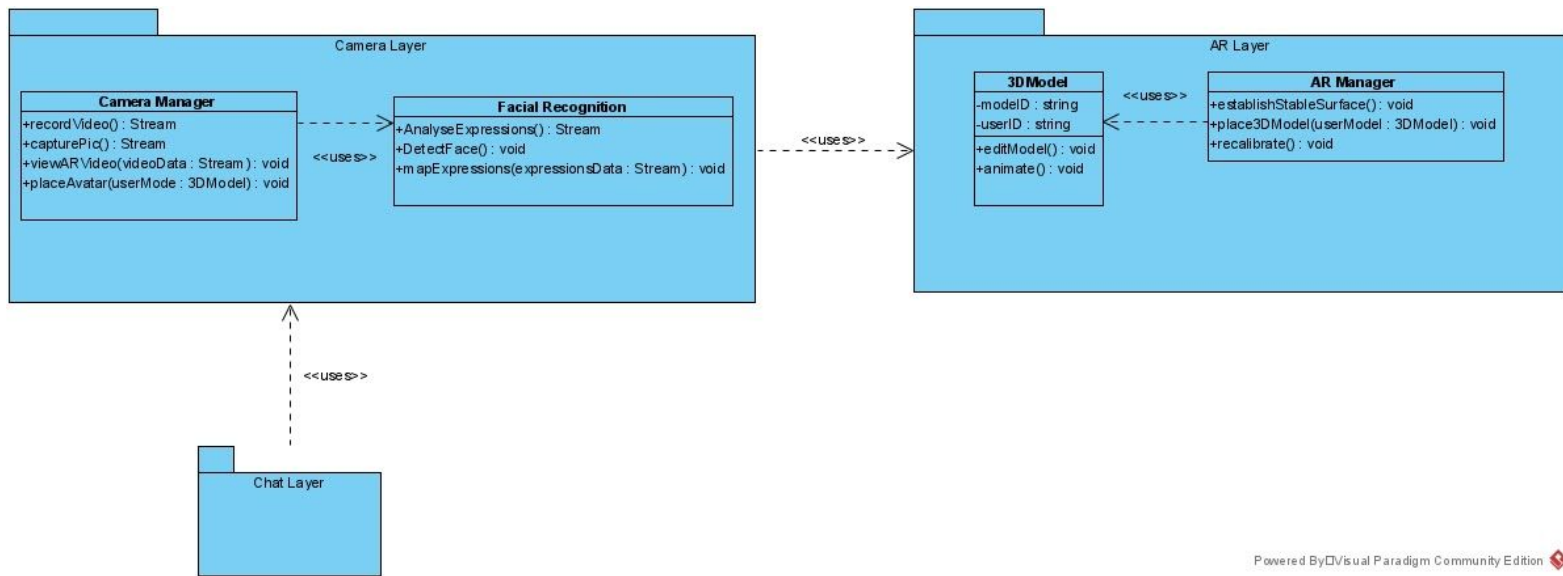 Camera Layer
Camera Manager
+recordVideo() : Stream
+capturePic() : Stream
+viewARVideo(videoData : Stream) : void
+placeAvatar(userMode : 3DModel) : void
<<uses>>
Facial Recognition
+AnalyseExpressions() : Stream
+DetectFace() : void
+mapExpressions(expressionsData : Stream) : void
<<uses>>
AR Layer
3DModel
-modelID : string
-userID : string
+editModel() : void
+animate() : void
<<uses>>
AR Manager
+establishStableSurface() : void
+place3DModel(userModel : 3DModel) : void
+recalibrate() : void
<<uses>>
Chat Layer
Powered By□Visual Paradigm Community Edition